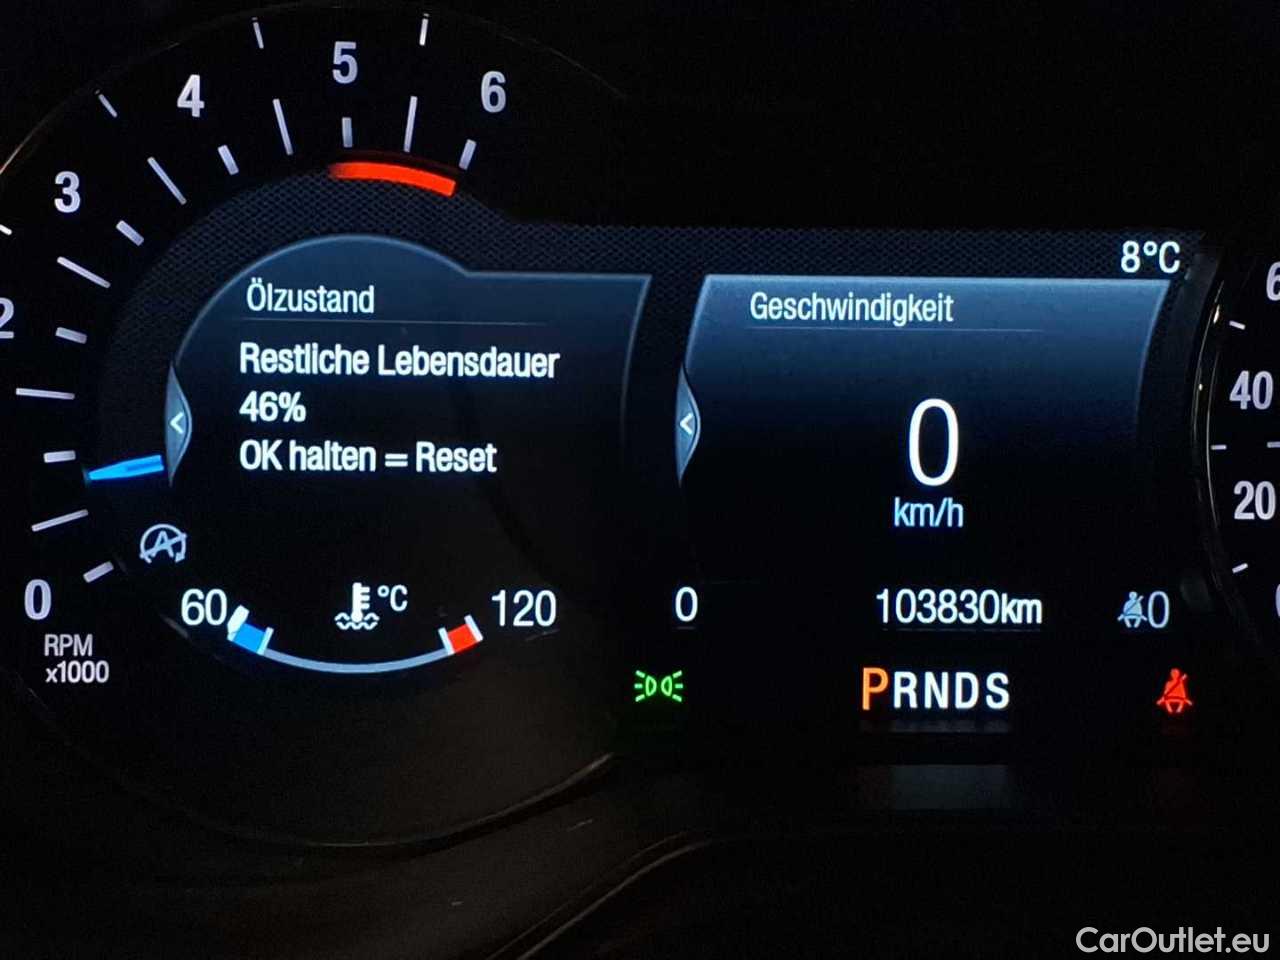 5
4
6
3
2
0
RPM
x1000
Ölzustand
Restliche Lebensdauer
46%
OK halten = Reset
60
°C
120
8°C
Geschwindigkeit
0
km/h
0
103830km
0
PRNDS
40
20
CarOutlet.eu